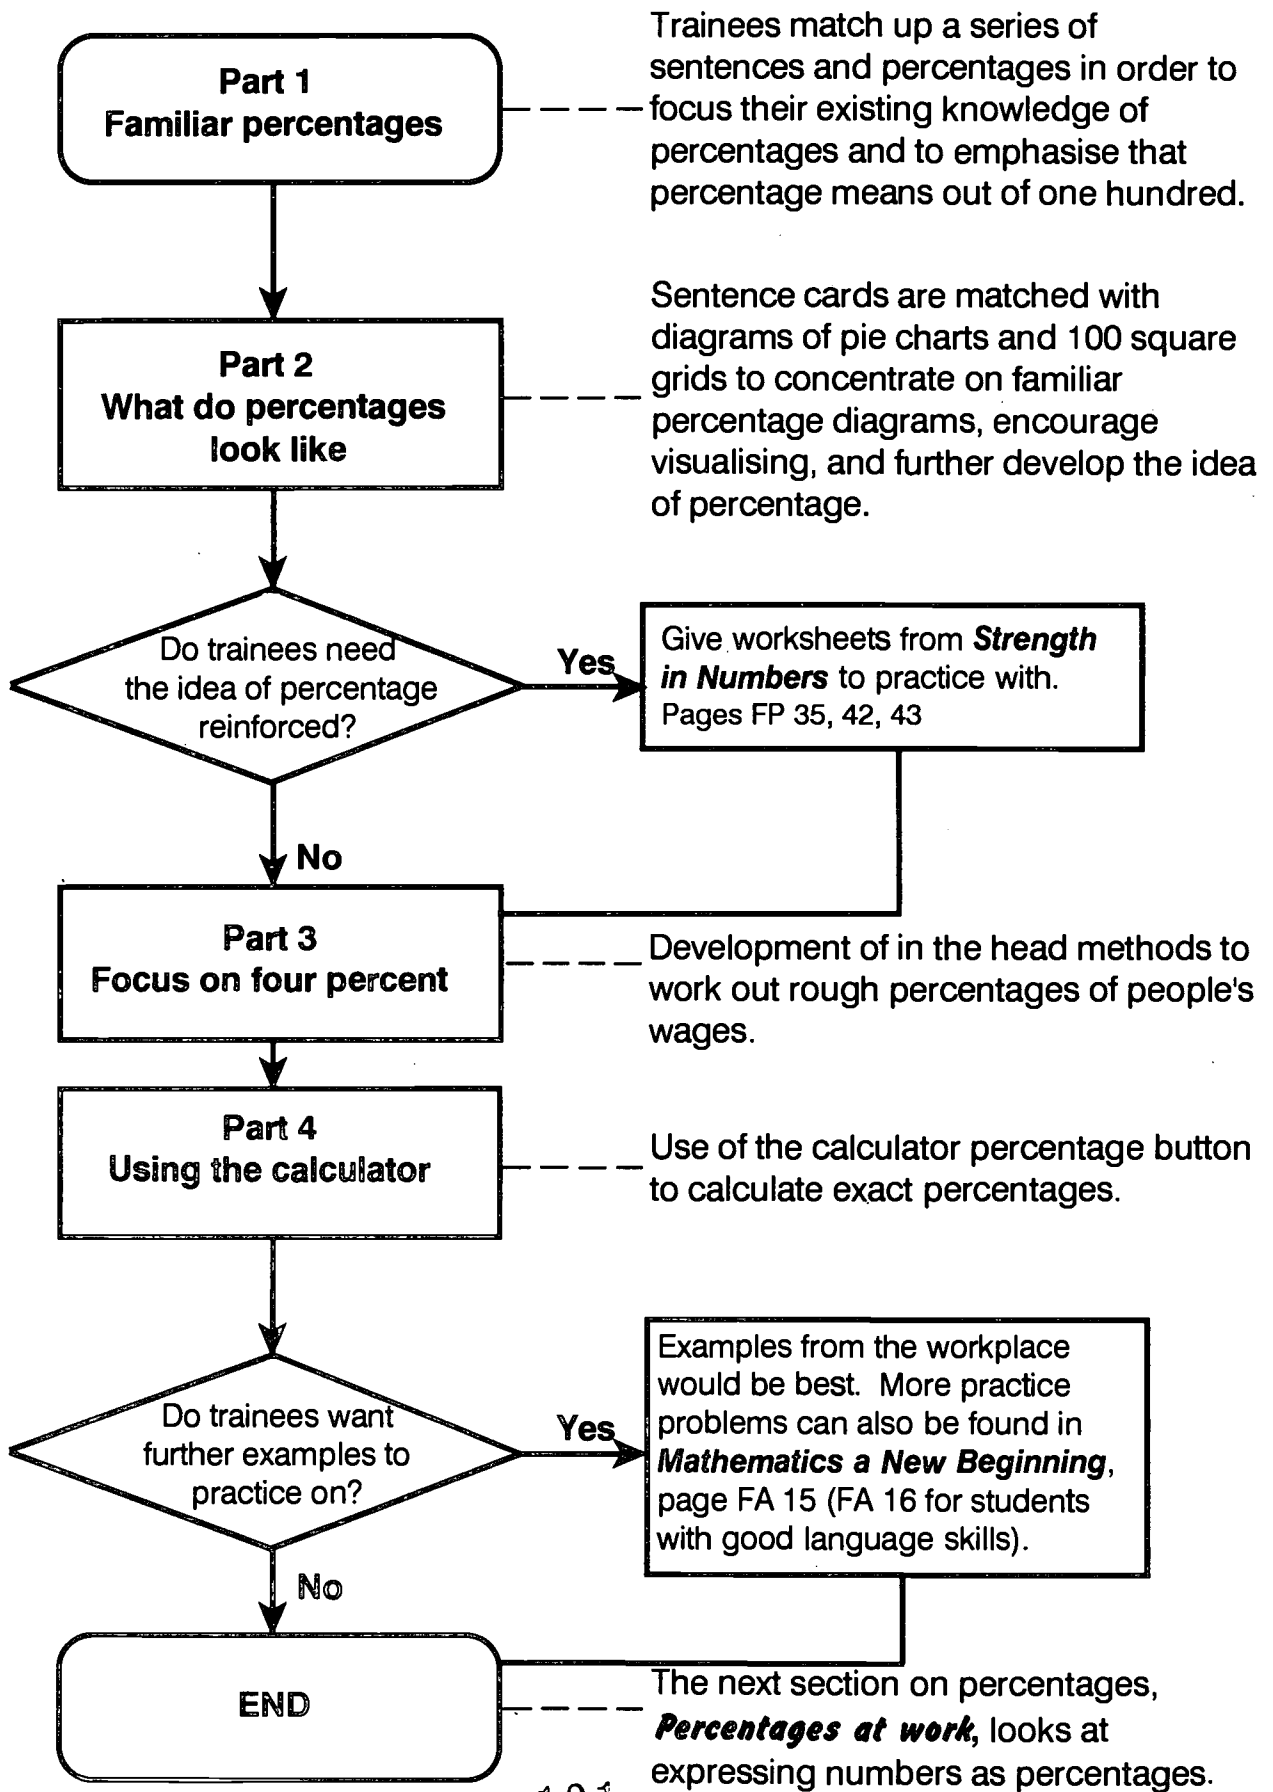 Part 1
Familiar percentages
Trainees match up a series of
sentences and percentages in order to
focus their existing knowledge of
percentages and to emphasise that
percentage means out of one hundred.
Part 2
What do percentages
look like
Sentence cards are matched with
diagrams of pie charts and 100 square
grids to concentrate on familiar
percentage diagrams, encourage
visualising, and further develop the idea
of percentage.
Do trainees need
the idea of percentage
reinforced?
Yes
Give worksheets from Strength
in Numbers to practice with.
Pages FP 35, 42, 43
No
Part 3
Focus on four percent
Development of in the head methods to
work out rough percentages of people's
wages.
Part 4
Using the calculator
Use of the calculator percentage button
to calculate exact percentages.
Do trainees want
further examples to
practice on?
Yes
Examples from the workplace
would be best. More practice
problems can also be found in
Mathematics a New Beginning,
page FA 15 (FA 16 for students
with good language skills).
No
END
The next section on percentages,
Percentages at work, looks at
expressing numbers as percentages.